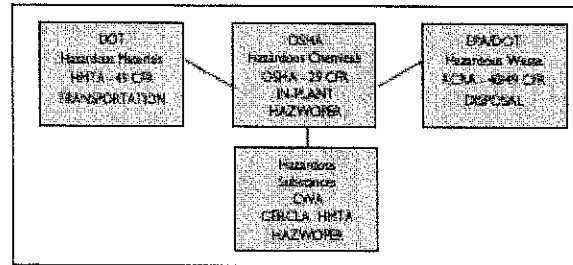 DOT
Hazardous Materials
HMTA - 49 CFR
TRANSPORTATION
OSHA
Hazardous Chemicals
OSHA - 29 CFR
IN-PLANT
HAZWOPER
EPA/DOT
Hazardous Waste
RCRA - 40/49 CFR
DISPOSAL
Hazardous
Substances
CWA
CERCLA HMTA
HAZWOPER